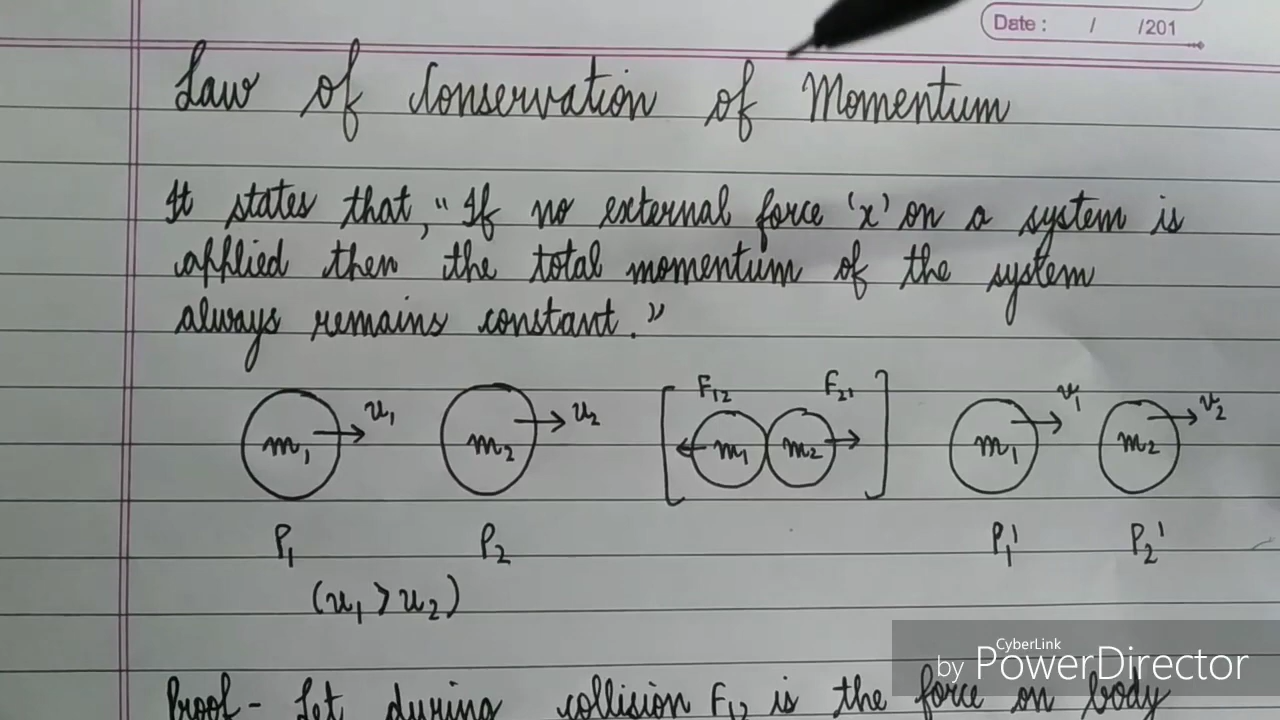 Date : / /201
Law of Conservation of Momentum
It states that, " If no external force 'x' on a system is
applied then the total momentum of the system
always remains constant."
m1 u1 m2 u2 F12 F21 m1 m2 m1 v1 m2 v2
P1 P2 P1' P2'
(u1 > u2)
CyberLink
by PowerDirector
Proof - Let during collision F12 is the force on body